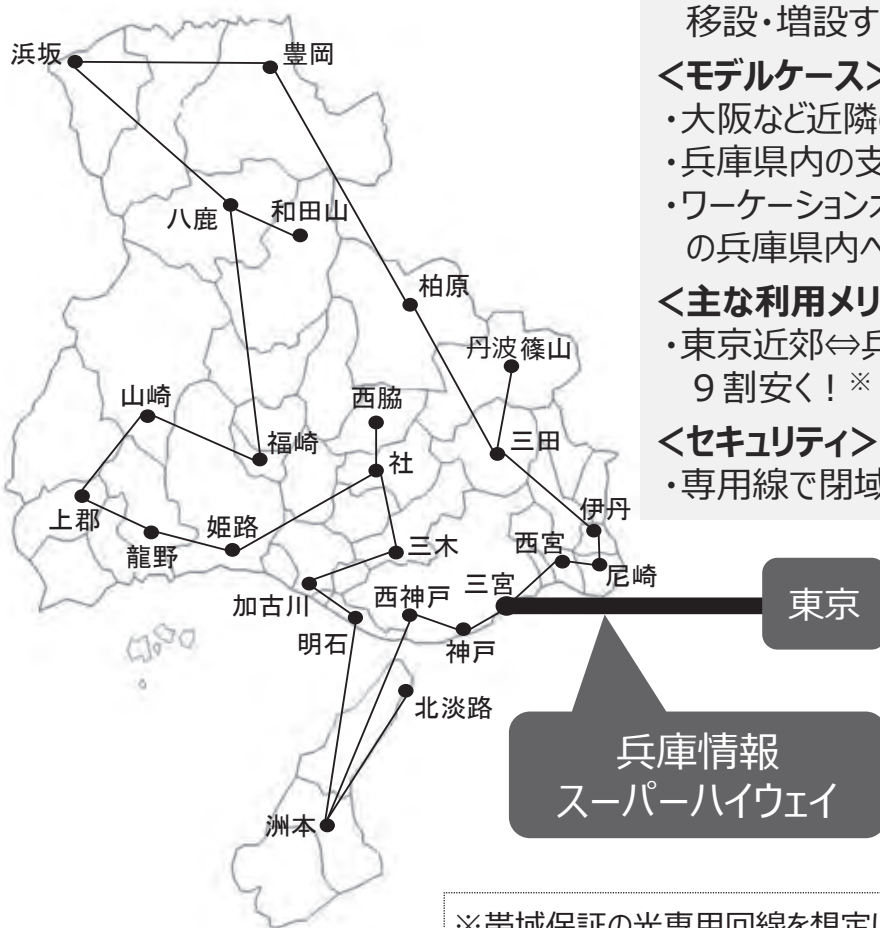 移設・増設す
＜モデルケース＞
・大阪など近隣
・兵庫県内の支
・ワーケーション
の兵庫県内へ
＜主な利用メリ
・東京近郊⇔兵
９割安く！※
＜セキュリティ＞
・専用線で閉域
浜坂
豊岡
八鹿
和田山
柏原
丹波篠山
山崎
西脇
福崎
社
三田
上郡
龍野
姫路
三木
伊丹
西宮
尼崎
加古川
西神戸
三宮
東京
明石
神戸
北淡路
兵庫情報
スーパーハイウェイ
洲本
※帯域保証の光専用回線を想定し